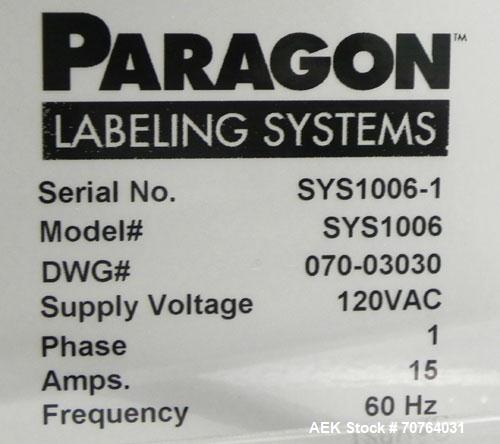 PARAGON™
LABELING SYSTEMS
Serial No. SYS1006-1
Model# SYS1006
DWG# 070-03030
Supply Voltage 120VAC
Phase 1
Amps. 15
Frequency 60 Hz
AEK Stock # 70764031